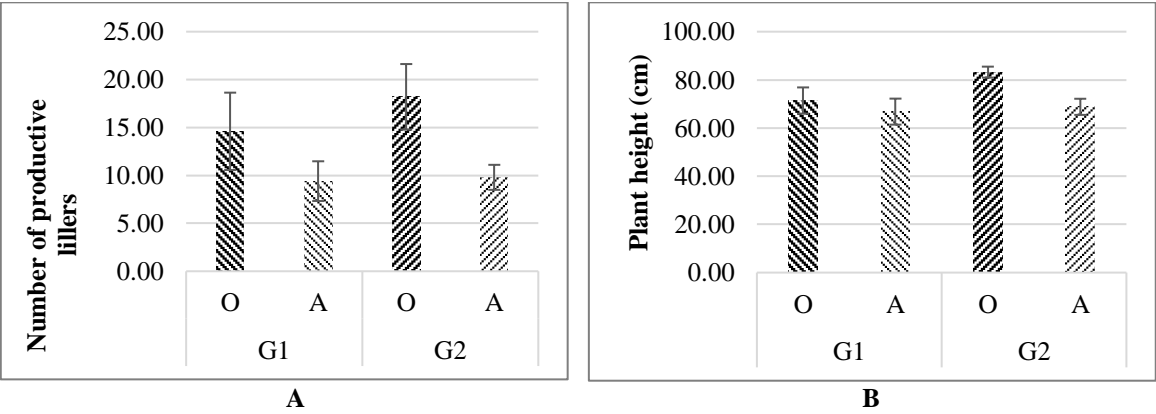 Number of productive
lillers
25.00
20.00
15.00
10.00
5.00
0.00
O A O A
G1 G2
A
Plant height (cm)
100.00
80.00
60.00
40.00
20.00
0.00
O A O A
G1 G2
B